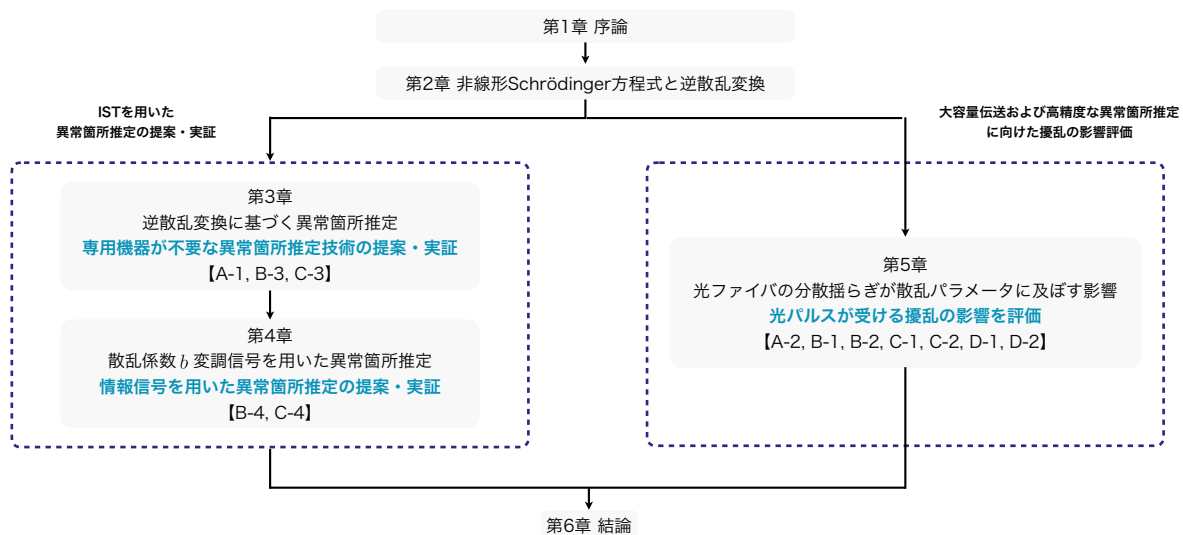 第1章 序論
第2章 非線形Schrödinger方程式と逆散乱変換
ISTを用いた
異常箇所推定の提案・実証
大容量伝送および高精度な異常箇所推定
に向けた擾乱の影響評価
第3章
逆散乱変換に基づく異常箇所推定
専用機器が不要な異常箇所推定技術の提案・実証
【A-1, B-3, C-3】
第4章
散乱係数 b 変調信号を用いた異常箇所推定
情報信号を用いた異常箇所推定の提案・実証
【B-4, C-4】
第5章
光ファイバの分散揺らぎが散乱パラメータに及ぼす影響
光パルスが受ける擾乱の影響を評価
【A-2, B-1, B-2, C-1, C-2, D-1, D-2】
第6章 結論